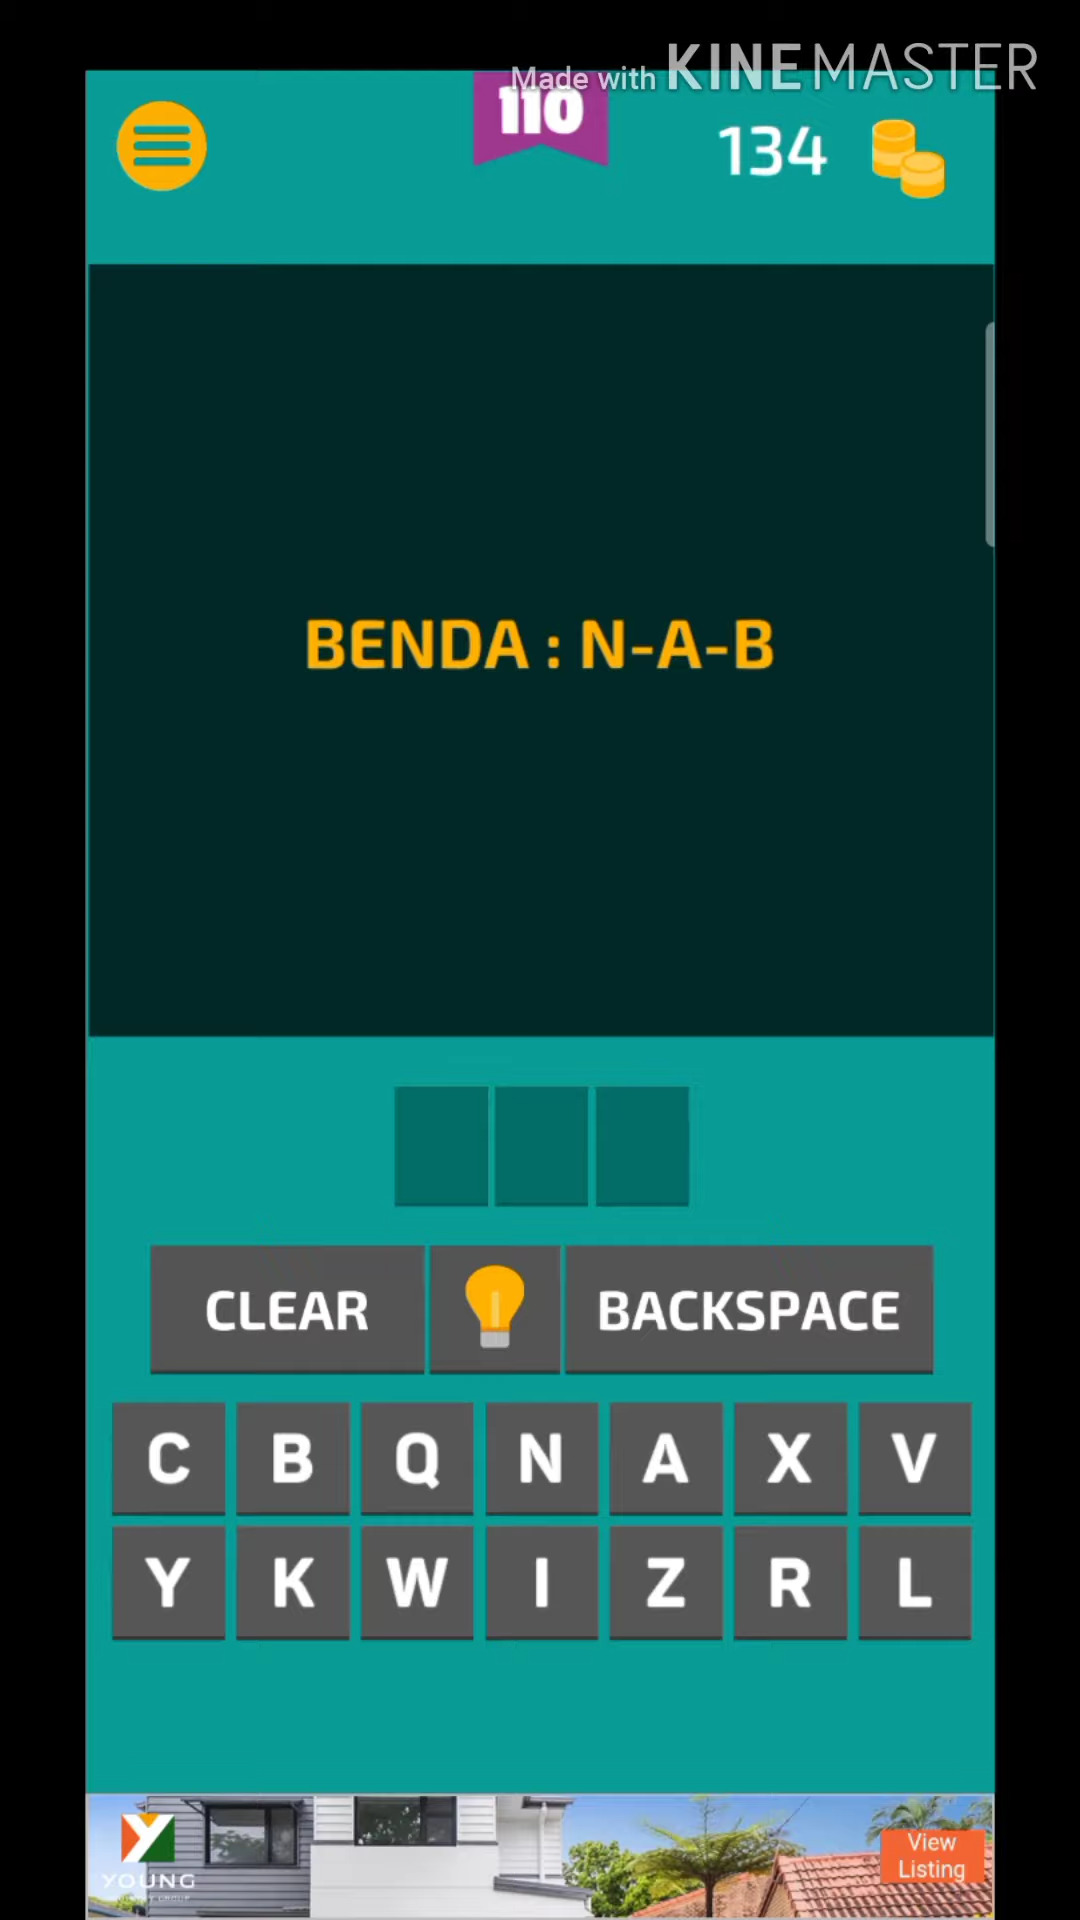 Made with KINEMASTER
110
134
BENDA : N-A-B
CLEAR
BACKSPACE
C B Q N A X V
Y K W I Z R L
YOUNG
View
Listing